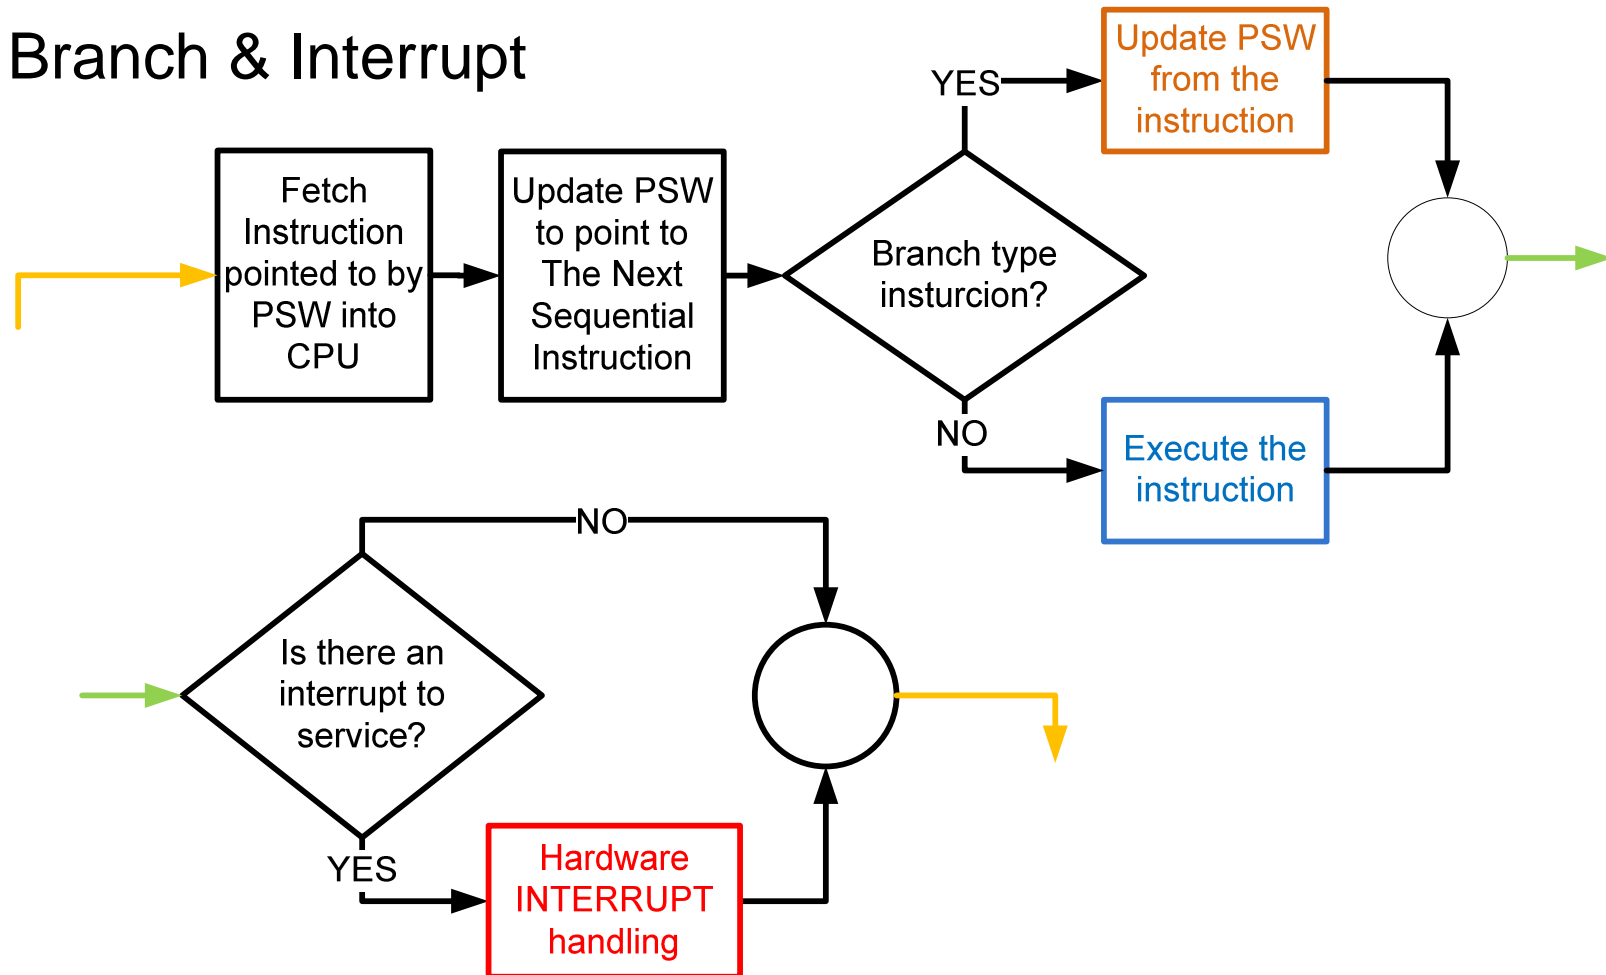 Branch & Interrupt
Fetch
Instruction
pointed to by
PSW into
CPU
Update PSW
to point to
The Next
Sequential
Instruction
Branch type
insturcion?
YES
Update PSW
from the
instruction
NO
Execute the
instruction
Is there an
interrupt to
service?
NO
YES
Hardware
INTERRUPT
handling